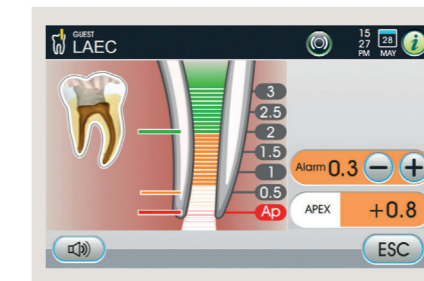 GUEST
LAEC
15
27
PM
28
MAY
i
3
2.5
2
1.5
1
0.5
Ap
Alarm 0.3 − +
APEX +0.8
ESC